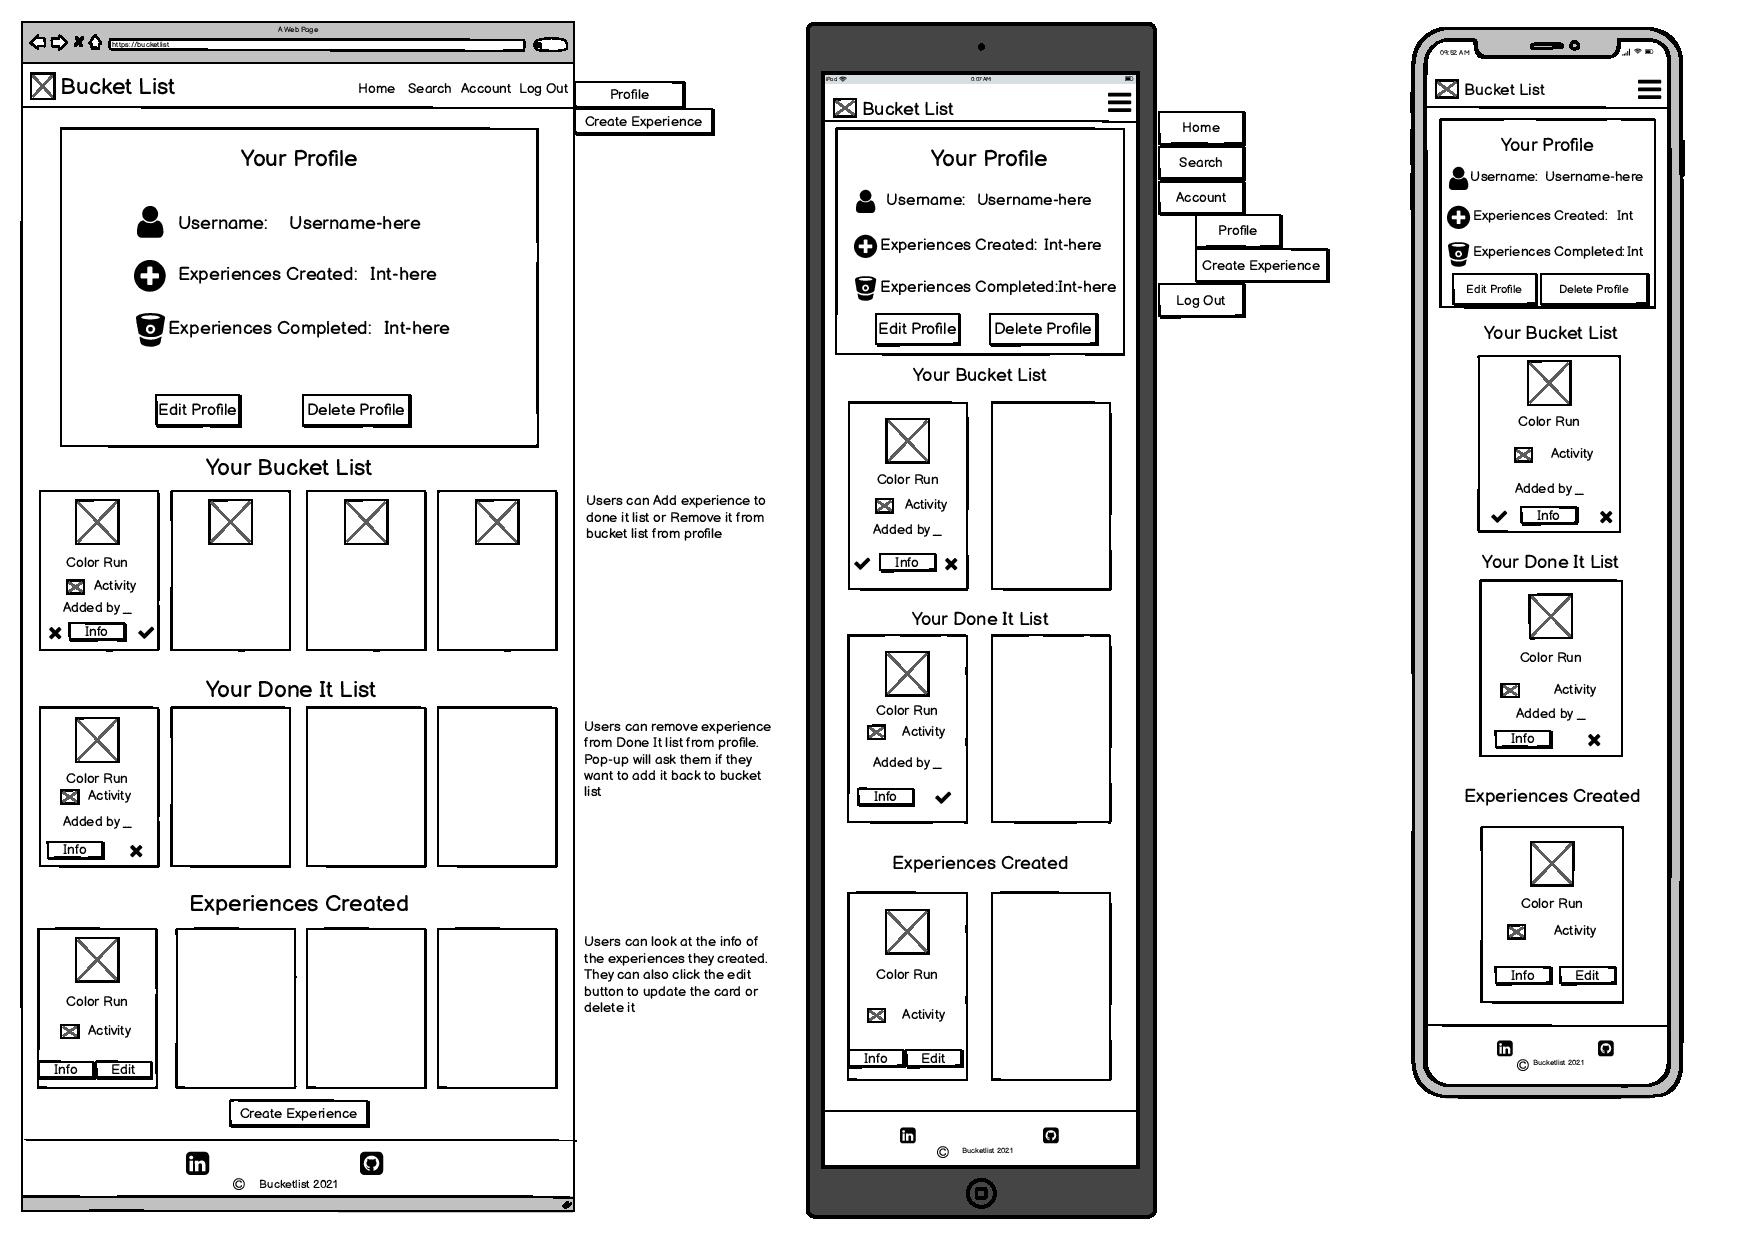 A Web Page
https://bucketlist
Bucket List
Home Search Account Log Out
Profile
Create Experience
Your Profile
Username: Username-here
Experiences Created: Int-here
Experiences Completed: Int-here
Edit Profile Delete Profile
Your Bucket List
Color Run
Activity
Added by _
Info
Users can Add experience to
done it list or Remove it from
bucket list from profile
Your Done It List
Color Run
Activity
Added by _
Info
Users can remove experience
from Done It list from profile.
Pop-up will ask them if they
want to add it back to bucket
list
Experiences Created
Color Run
Activity
Info Edit
Users can look at the info of
the experiences they created.
They can also click the edit
button to update the card or
delete it
Create Experience
in
© Bucketlist 2021
iPad 0:07 AM
Bucket List
Home
Search
Account
Profile
Create Experience
Log Out
Your Profile
Username: Username-here
Experiences Created: Int-here
Experiences Completed:Int-here
Edit Profile Delete Profile
Your Bucket List
Color Run
Activity
Added by _
Info
Your Done It List
Color Run
Activity
Added by _
Info
Experiences Created
Color Run
Activity
Info Edit
in
© Bucketlist 2021
09:52 AM
Bucket List
Your Profile
Username: Username-here
Experiences Created: Int
Experiences Completed:Int
Edit Profile Delete Profile
Your Bucket List
Color Run
Activity
Added by _
Info
Your Done It List
Color Run
Activity
Added by _
Info
Experiences Created
Color Run
Activity
Info Edit
in
© Bucketlist 2021